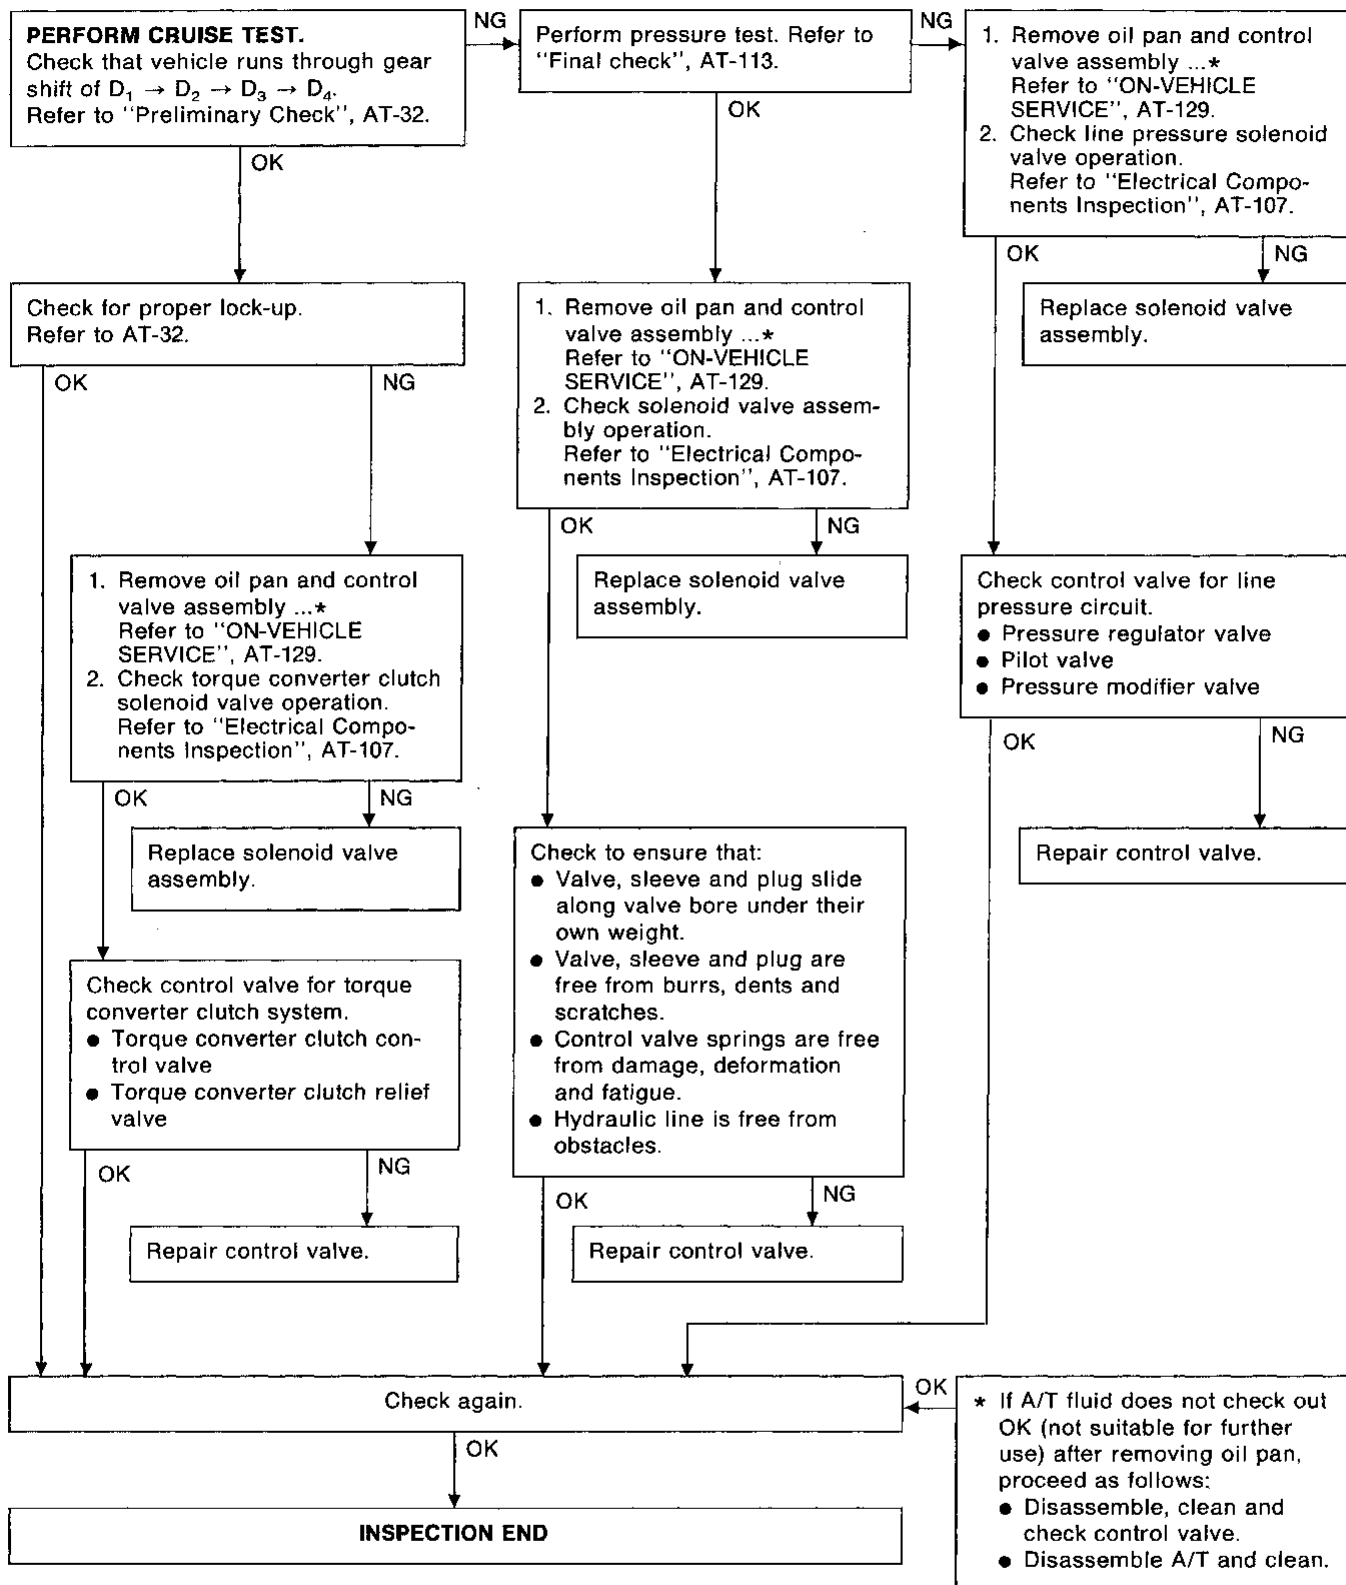 PERFORM CRUISE TEST.
Check that vehicle runs through gear
shift of D₁ → D₂ → D₃ → D₄.
Refer to "Preliminary Check", AT-32.
NG
Perform pressure test. Refer to
"Final check", AT-113.
NG
1. Remove oil pan and control
valve assembly ...*
Refer to "ON-VEHICLE
SERVICE", AT-129.
2. Check line pressure solenoid
valve operation.
Refer to "Electrical Compo-
nents Inspection", AT-107.
OK
OK
OK
NG
Check for proper lock-up.
Refer to AT-32.
OK
NG
1. Remove oil pan and control
valve assembly ...*
Refer to "ON-VEHICLE
SERVICE", AT-129.
2. Check solenoid valve assem-
bly operation.
Refer to "Electrical Compo-
nents Inspection", AT-107.
OK
NG
Replace solenoid valve
assembly.
1. Remove oil pan and control
valve assembly ...*
Refer to "ON-VEHICLE
SERVICE", AT-129.
2. Check torque converter clutch
solenoid valve operation.
Refer to "Electrical Compo-
nents Inspection", AT-107.
OK
NG
Replace solenoid valve
assembly.
Check control valve for line
pressure circuit.
● Pressure regulator valve
● Pilot valve
● Pressure modifier valve
OK
NG
Replace solenoid valve
assembly.
Check to ensure that:
● Valve, sleeve and plug slide
along valve bore under their
own weight.
● Valve, sleeve and plug are
free from burrs, dents and
scratches.
● Control valve springs are free
from damage, deformation
and fatigue.
● Hydraulic line is free from
obstacles.
OK
NG
Repair control valve.
Check control valve for torque
converter clutch system.
● Torque converter clutch con-
trol valve
● Torque converter clutch relief
valve
OK
NG
Repair control valve.
Repair control valve.
Check again.
OK
OK
* If A/T fluid does not check out
OK (not suitable for further
use) after removing oil pan,
proceed as follows:
● Disassemble, clean and
check control valve.
● Disassemble A/T and clean.
INSPECTION END